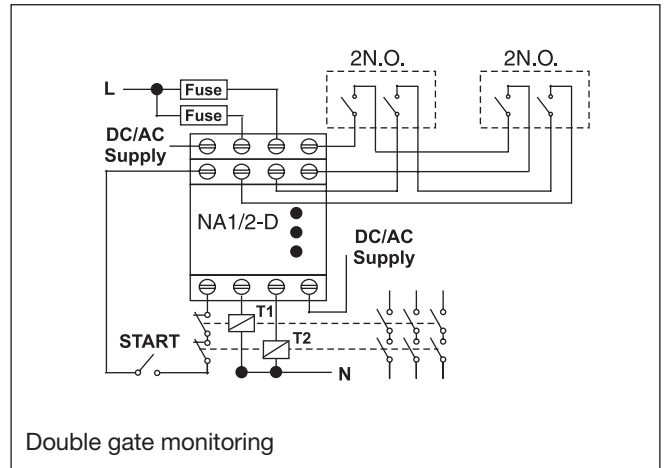 2N.O. 2N.O.
L Fuse
Fuse
DC/AC
Supply
NA1/2-D
DC/AC
Supply
T1
START T2
N
Double gate monitoring